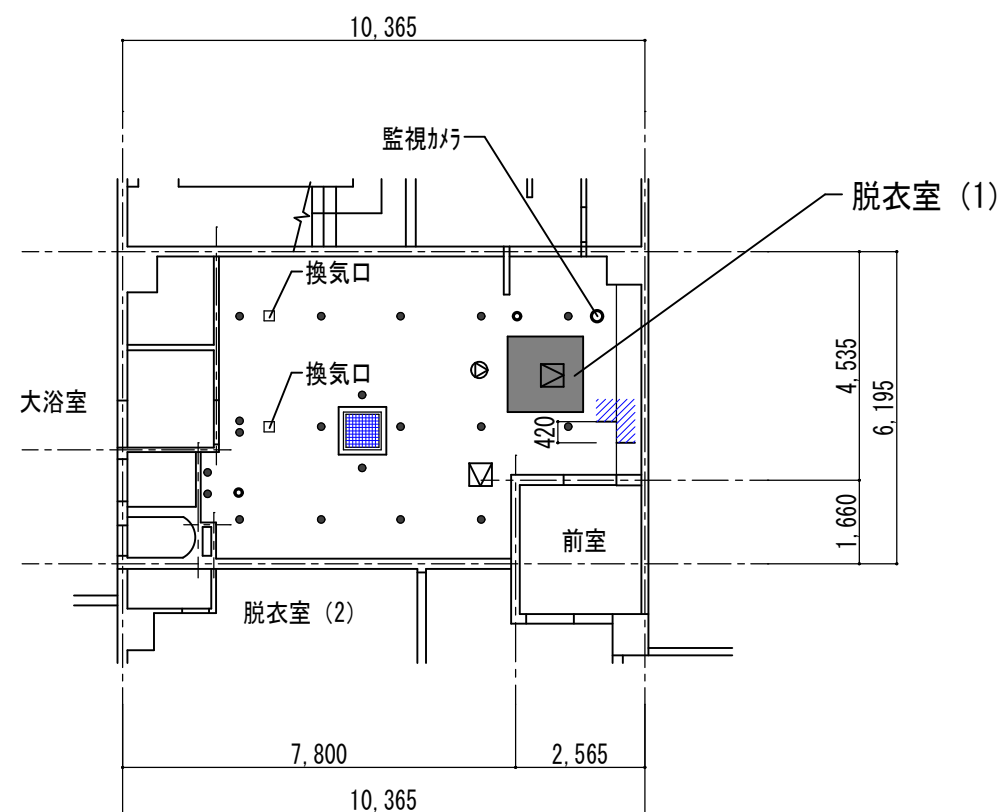 10,365
監視ｶﾒﾗ
脱衣室 (1)
換気口
換気口
大浴室
4,535
6,195
420
1,660
前室
脱衣室 (2)
7,800
2,565
10,365